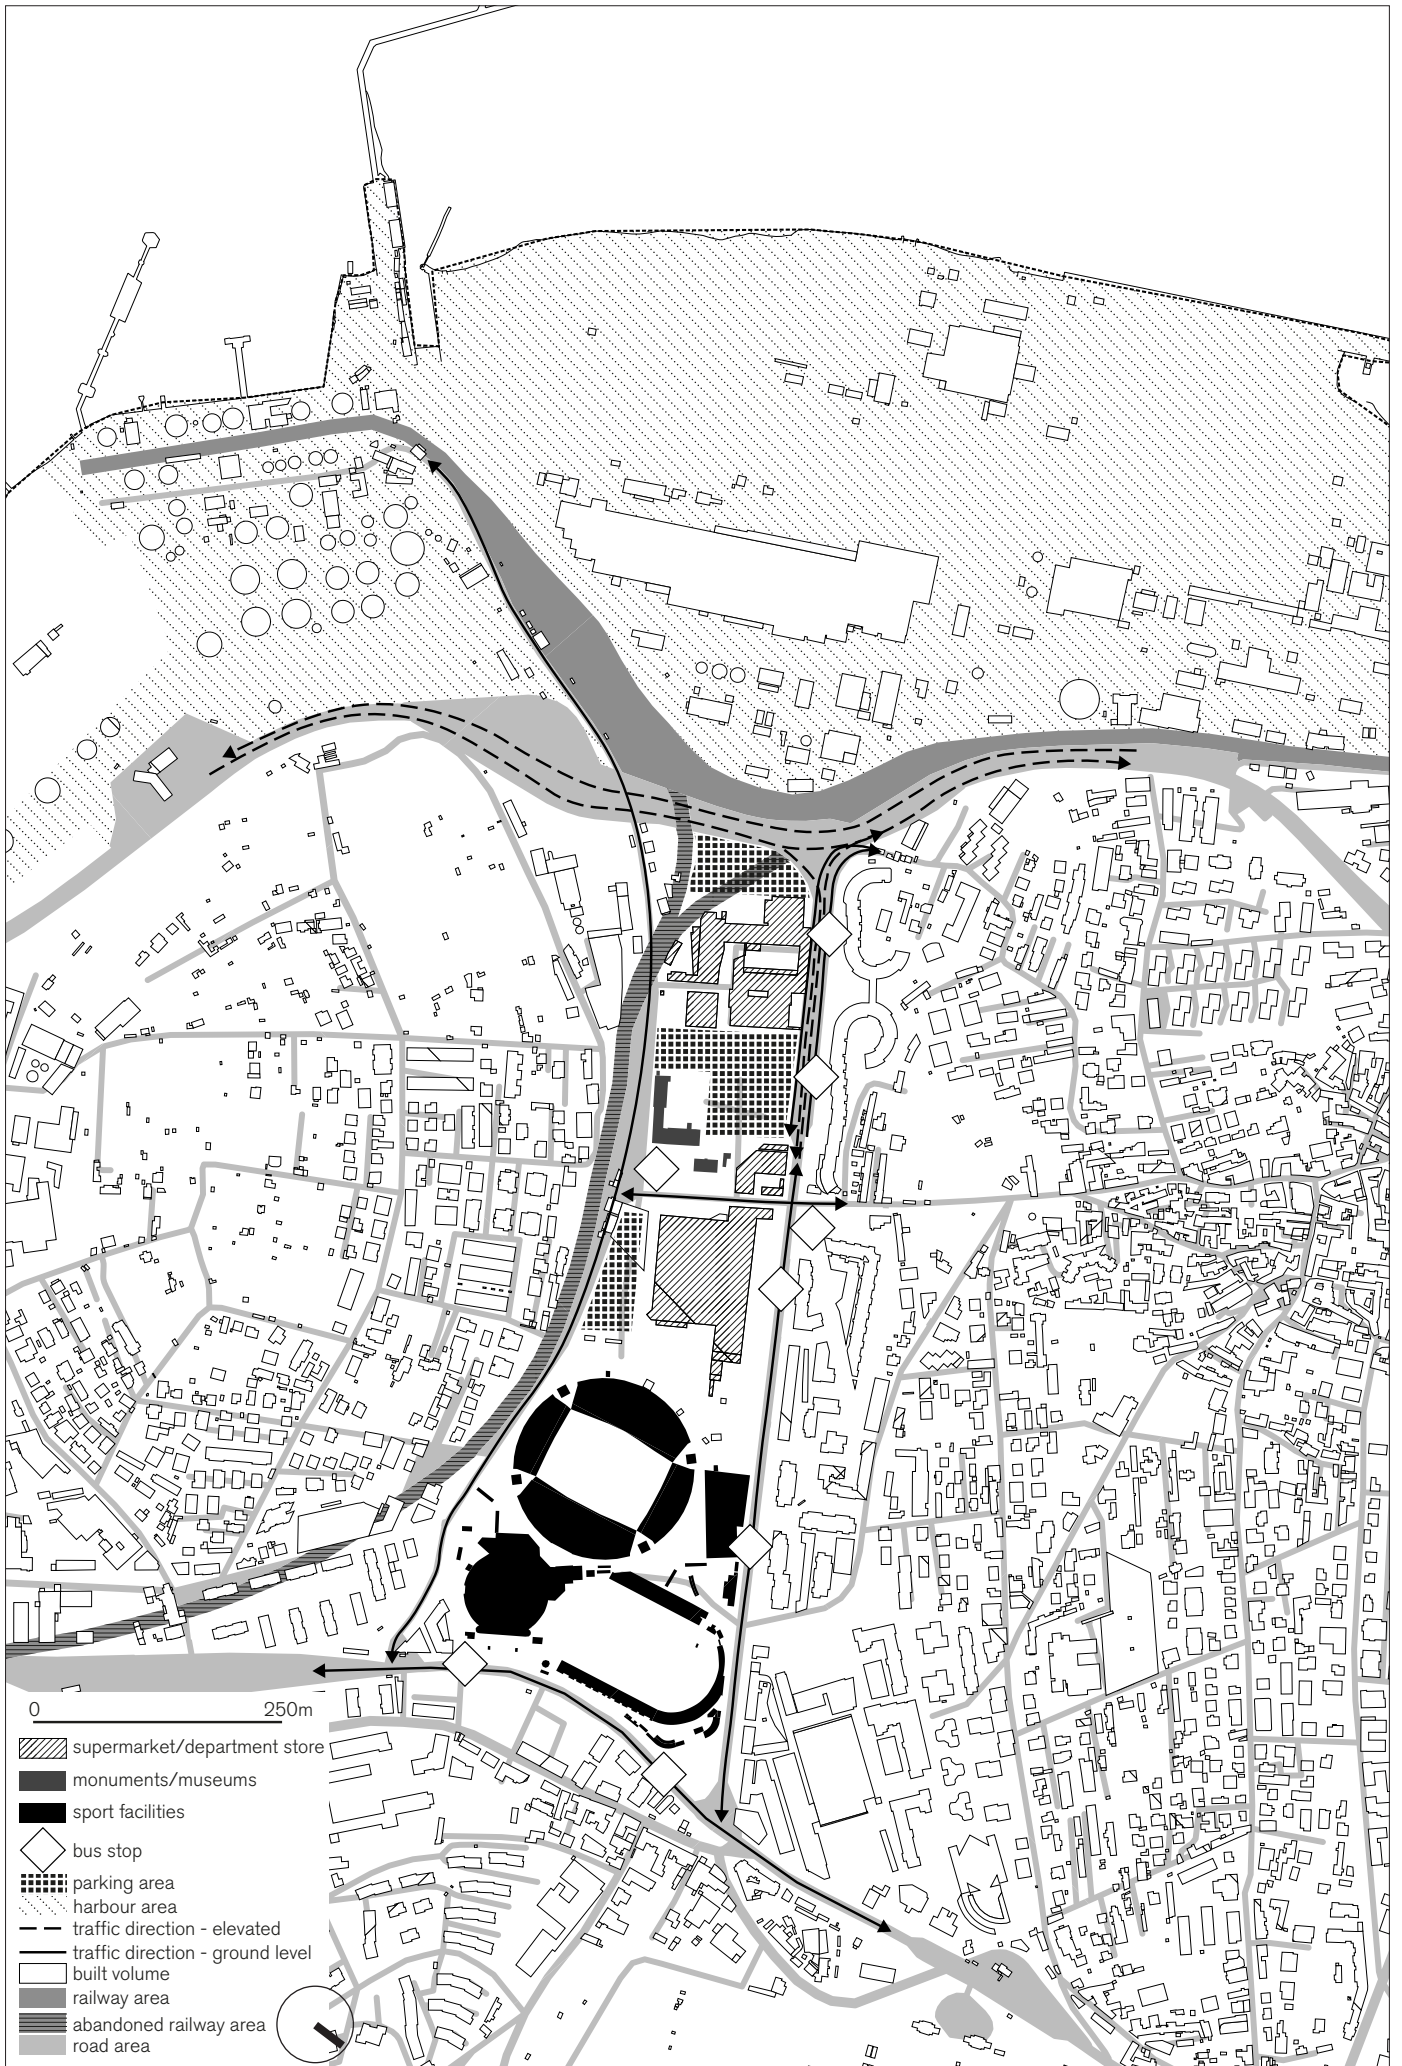 0 250m
supermarket/department store
monuments/museums
sport facilities
bus stop
parking area
harbour area
traffic direction - elevated
traffic direction - ground level
built volume
railway area
abandoned railway area
road area